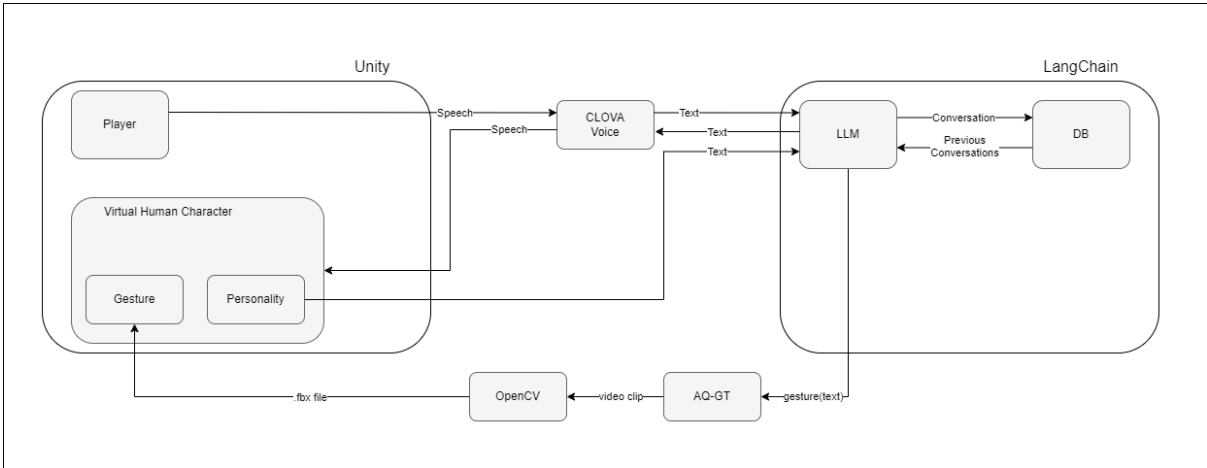 Unity
LangChain
Player
Speech
CLOVA
Voice
Text
LLM
Conversation
DB
Speech
Text
Previous
Conversations
Text
Virtual Human Character
Gesture
Personality
.fbx file
OpenCV
video clip
AQ-GT
gesture(text)